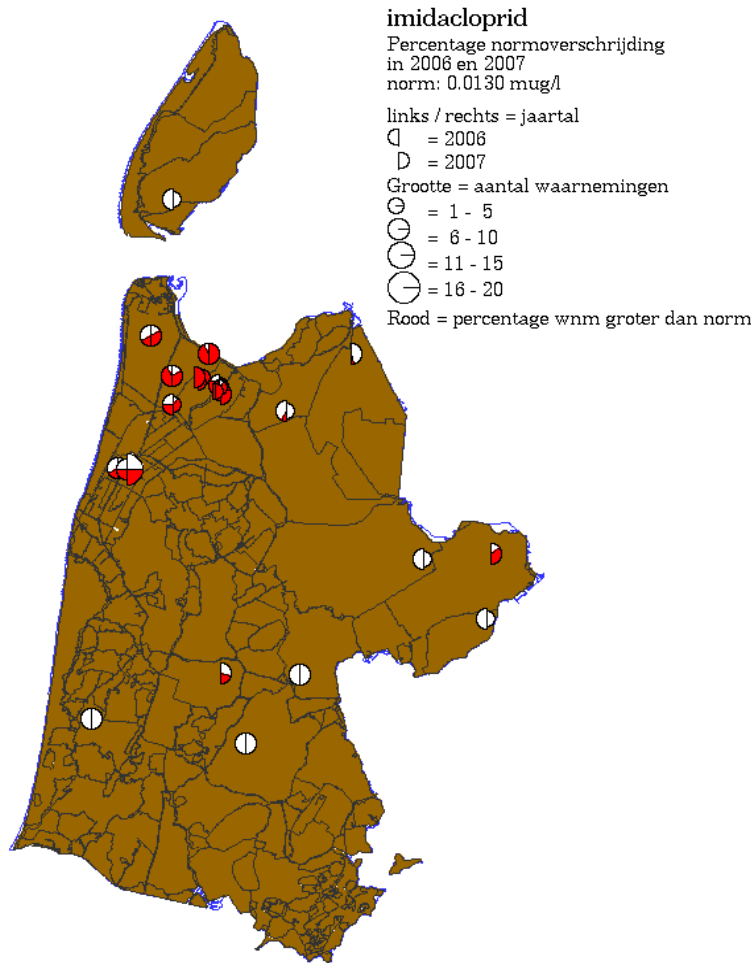 imidacloprid
Percentage normoverschrijding
in 2006 en 2007
norm: 0.0130 mug/l
links / rechts = jaartal
= 2006
= 2007
Grootte = aantal waarnemingen
= 1 - 5
= 6 - 10
= 11 - 15
= 16 - 20
Rood = percentage wnm groter dan norm